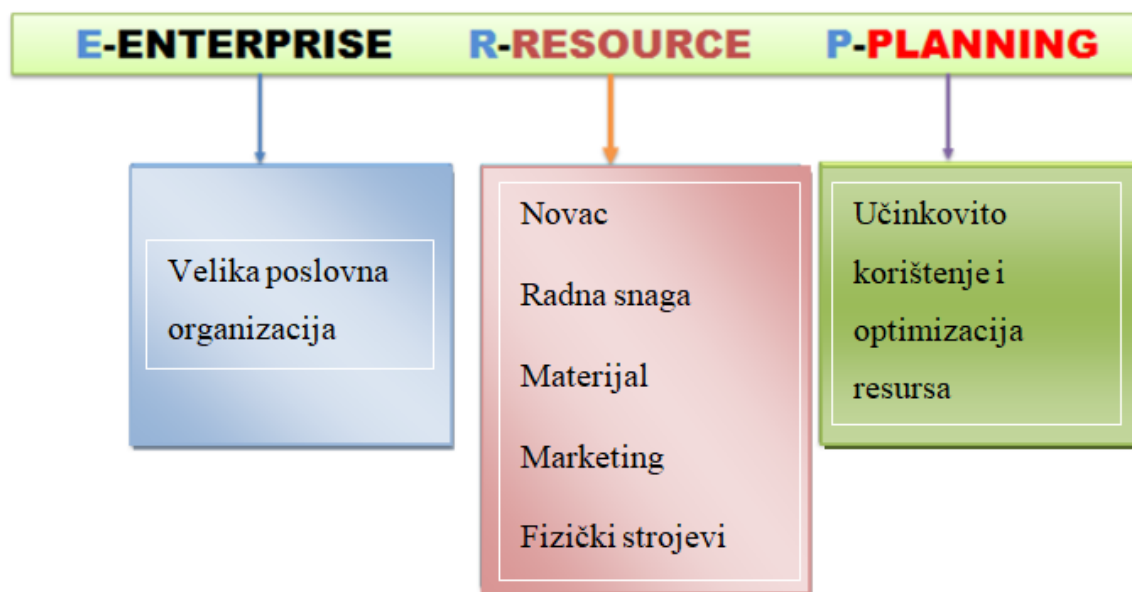 E-ENTERPRISE R-RESOURCE P-PLANNING
Velika poslovna
organizacija
Novac
Radna snaga
Materijal
Marketing
Fizički strojevi
Učinkovito
korištenje i
optimizacija
resursa